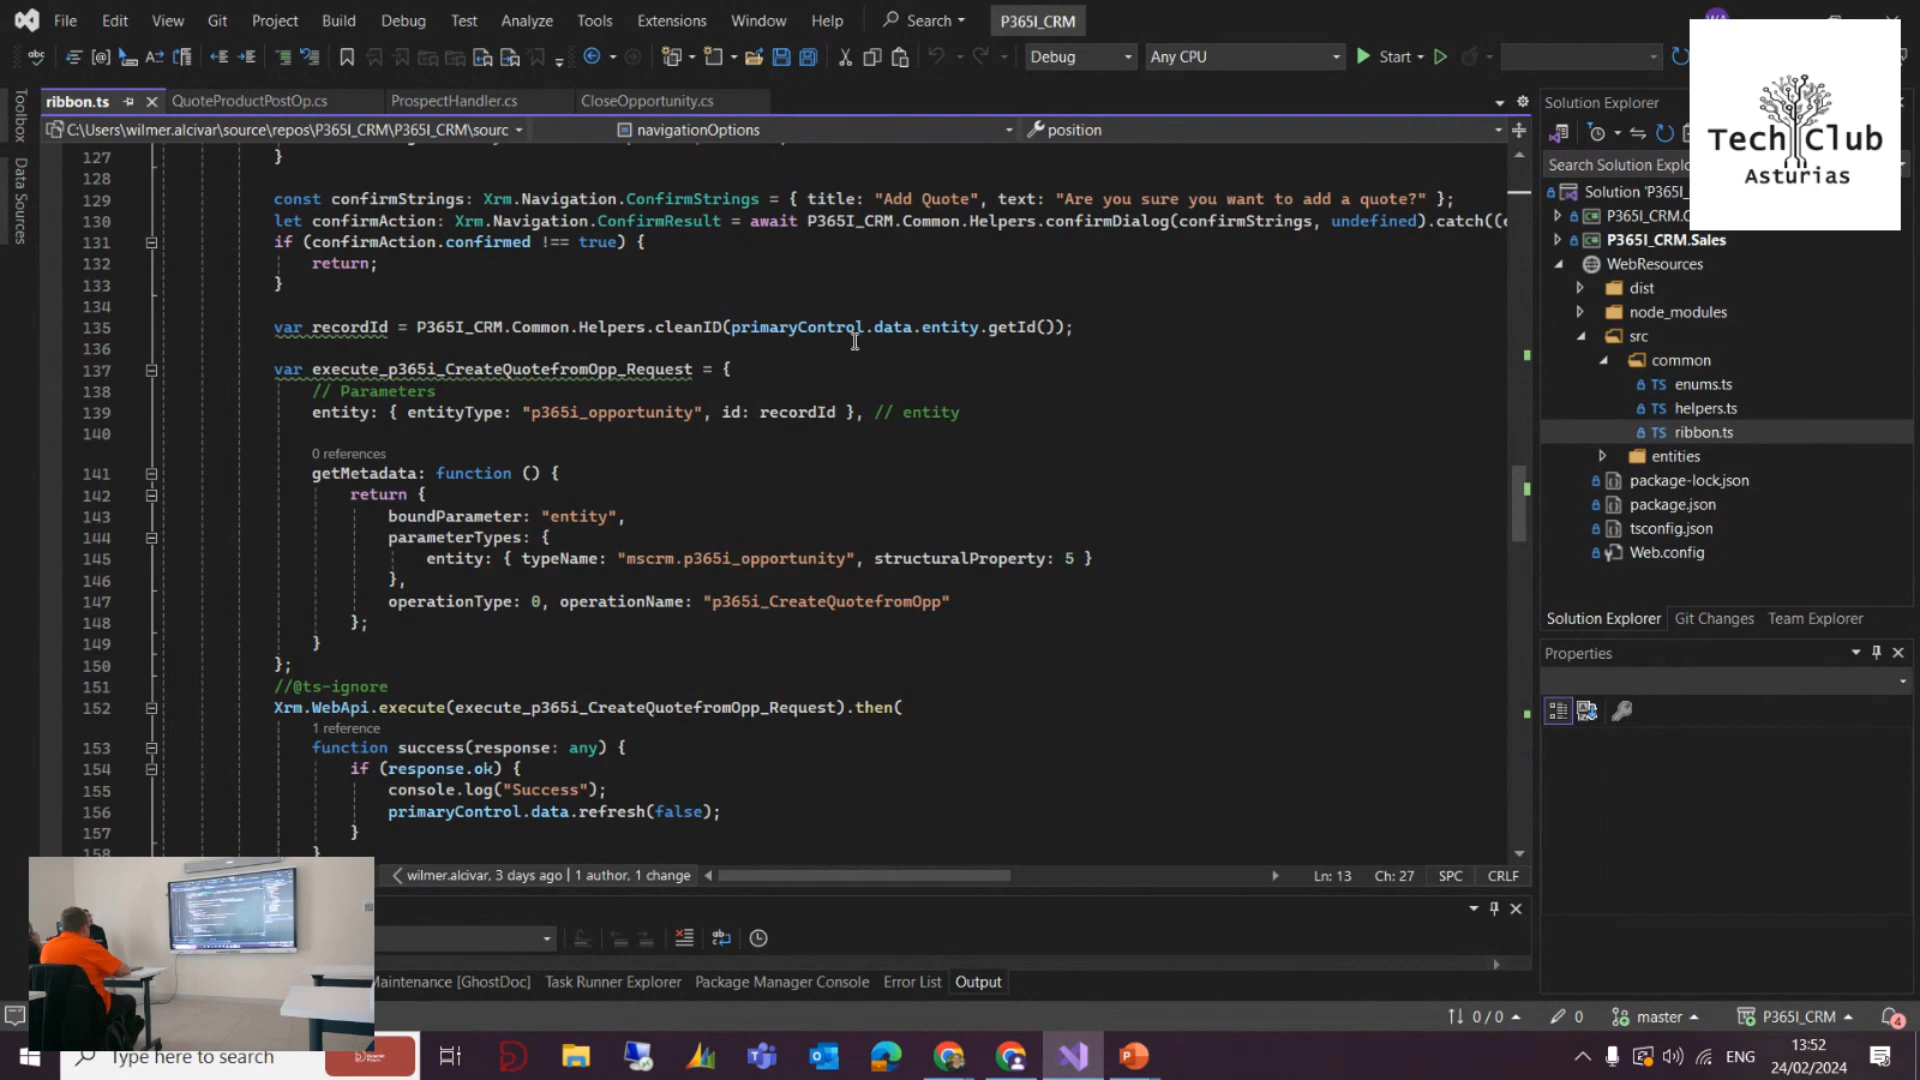 File Edit View Git Project Build Debug Test Analyze Tools Extensions Window Help Search P365I_CRM
Debug Any CPU Start
ribbon.ts QuoteProductPostOp.cs ProspectHandler.cs CloseOpportunity.cs
C:\Users\wilmer.alcivar\source\repos\P365I_CRM\P365I_CRM\sourc navigationOptions position
Toolbox
Data Sources
127 }
128
129 const confirmStrings: Xrm.Navigation.ConfirmStrings = { title: "Add Quote", text: "Are you sure you want to add a quote?" };
130 let confirmAction: Xrm.Navigation.ConfirmResult = await P365I_CRM.Common.Helpers.confirmDialog(confirmStrings, undefined).catch((e
131 if (confirmAction.confirmed !== true) {
132 return;
133 }
134
135 var recordId = P365I_CRM.Common.Helpers.cleanID(primaryControl.data.entity.getId());
136
137 var execute_p365i_CreateQuotefromOpp_Request = {
138 // Parameters
139 entity: { entityType: "p365i_opportunity", id: recordId }, // entity
140
0 references
141 getMetadata: function () {
142 return {
143 boundParameter: "entity",
144 parameterTypes: {
145 entity: { typeName: "mscrm.p365i_opportunity", structuralProperty: 5 }
146 },
147 operationType: 0, operationName: "p365i_CreateQuotefromOpp"
148 };
149 }
150 };
151 //@ts-ignore
152 Xrm.WebApi.execute(execute_p365i_CreateQuotefromOpp_Request).then(
1 reference
153 function success(response: any) {
154 if (response.ok) {
155 console.log("Success");
156 primaryControl.data.refresh(false);
157 }
158 }
wilmer.alcivar, 3 days ago | 1 author, 1 change Ln: 13 Ch: 27 SPC CRLF
Maintenance [GhostDoc] Task Runner Explorer Package Manager Console Error List Output
Solution Explorer
Search Solution Explo
Solution 'P365I_
P365I_CRM.C
P365I_CRM.Sales
WebResources
dist
node_modules
src
common
TS enums.ts
TS helpers.ts
TS ribbon.ts
entities
package-lock.json
package.json
tsconfig.json
Web.config
Solution Explorer Git Changes Team Explorer
Properties
Tech Club
Asturias
0 / 0 0 master P365I_CRM 4
Type here to search
ENG
13:52
24/02/2024